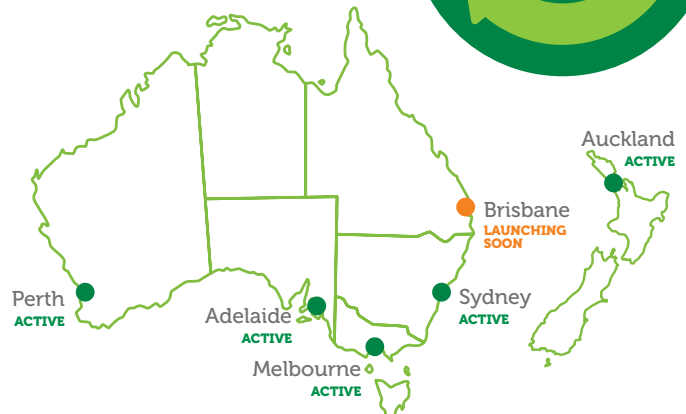 Auckland
ACTIVE
Brisbane
LAUNCHING
SOON
Perth
ACTIVE
Adelaide
ACTIVE
Sydney
ACTIVE
Melbourne
ACTIVE